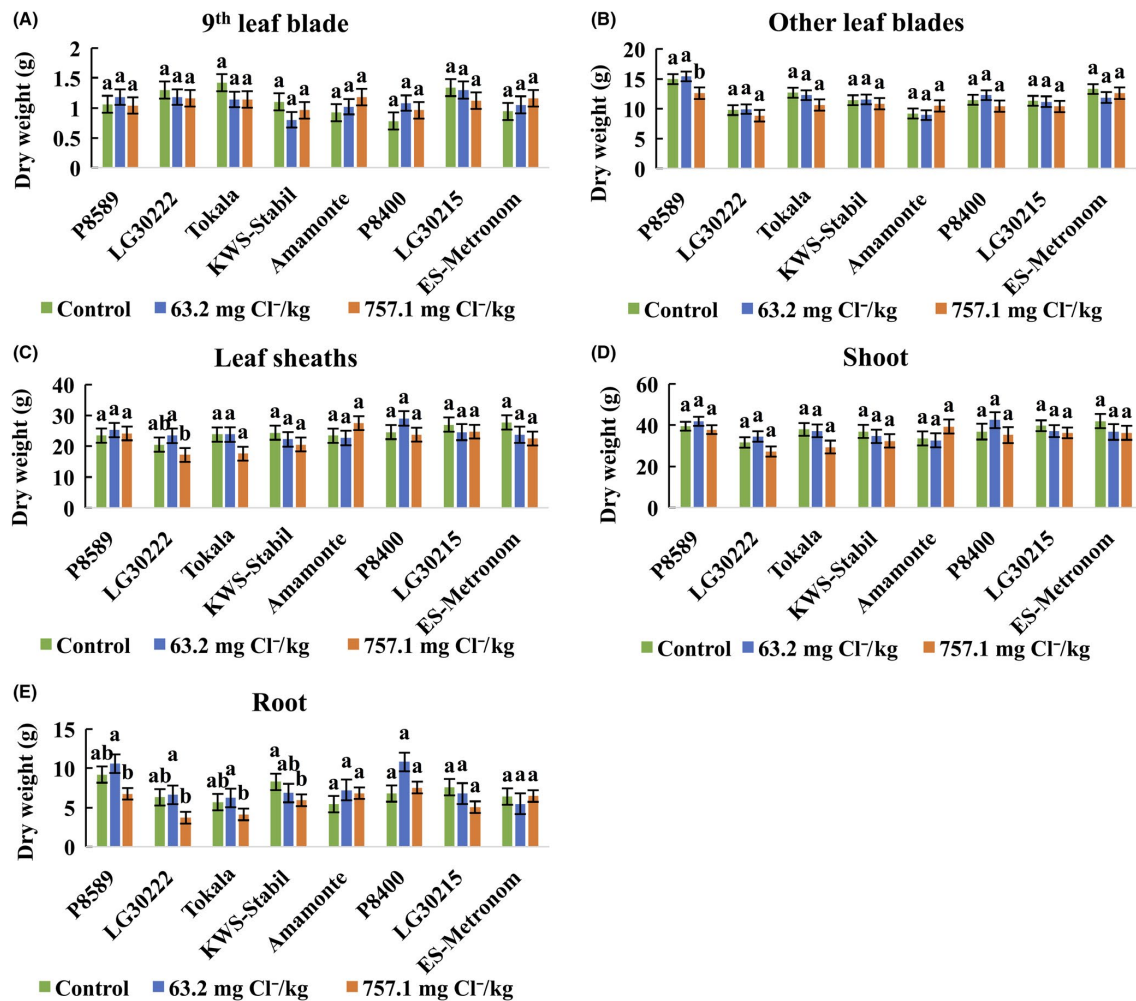 (A)
9th leaf blade
Dry weight (g)
2
1.5
1
0.5
0
a a a a a a a a a a a a a a a a a a a a a a a a
P8589 LG30222 Tokala KWS-Stabil Amamonte P8400 LG30215 ES-Metronom
Control 63.2 mg Cl⁻/kg 757.1 mg Cl⁻/kg
(B)
Other leaf blades
Dry weight (g)
20
15
10
5
0
a a b a a a a a a a a a a a a a a a a a a a a a
P8589 LG30222 Tokala KWS-Stabil Amamonte P8400 LG30215 ES-Metronom
Control 63.2 mg Cl⁻/kg 757.1 mg Cl⁻/kg
(C)
Leaf sheaths
Dry weight (g)
40
30
20
10
0
a a a ab a b a a a a a a a a a a a a a a a a a a
P8589 LG30222 Tokala KWS-Stabil Amamonte P8400 LG30215 ES-Metronom
Control 63.2 mg Cl⁻/kg 757.1 mg Cl⁻/kg
(D)
Shoot
Dry weight (g)
60
40
20
0
a a a a a a a a a a a a a a a a a a a a a a a a
P8589 LG30222 Tokala KWS-Stabil Amamonte P8400 LG30215 ES-Metronom
Control 63.2 mg Cl⁻/kg 757.1 mg Cl⁻/kg
(E)
Root
Dry weight (g)
15
10
5
0
ab a b ab a b ab a b a ab b a a a a a a a a a a a a
P8589 LG30222 Tokala KWS-Stabil Amamonte P8400 LG30215 ES-Metronom
Control 63.2 mg Cl⁻/kg 757.1 mg Cl⁻/kg